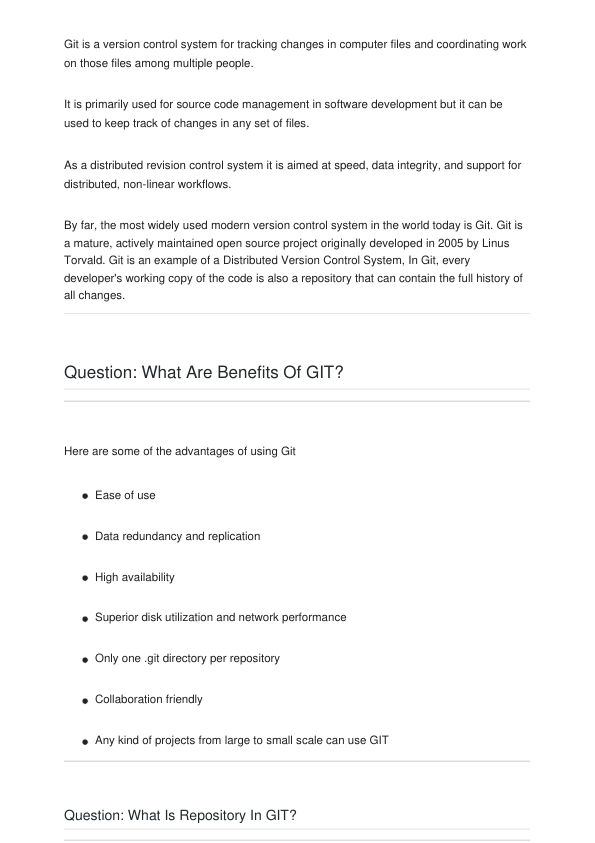 Git is a version control system for tracking changes in computer files and coordinating work
on those files among multiple people.
It is primarily used for source code management in software development but it can be
used to keep track of changes in any set of files.
As a distributed revision control system it is aimed at speed, data integrity, and support for
distributed, non-linear workflows.
By far, the most widely used modern version control system in the world today is Git. Git is
a mature, actively maintained open source project originally developed in 2005 by Linus
Torvald. Git is an example of a Distributed Version Control System, In Git, every
developer's working copy of the code is also a repository that can contain the full history of
all changes.
Question: What Are Benefits Of GIT?
Here are some of the advantages of using Git
● Ease of use
● Data redundancy and replication
● High availability
● Superior disk utilization and network performance
● Only one .git directory per repository
● Collaboration friendly
● Any kind of projects from large to small scale can use GIT
Question: What Is Repository In GIT?